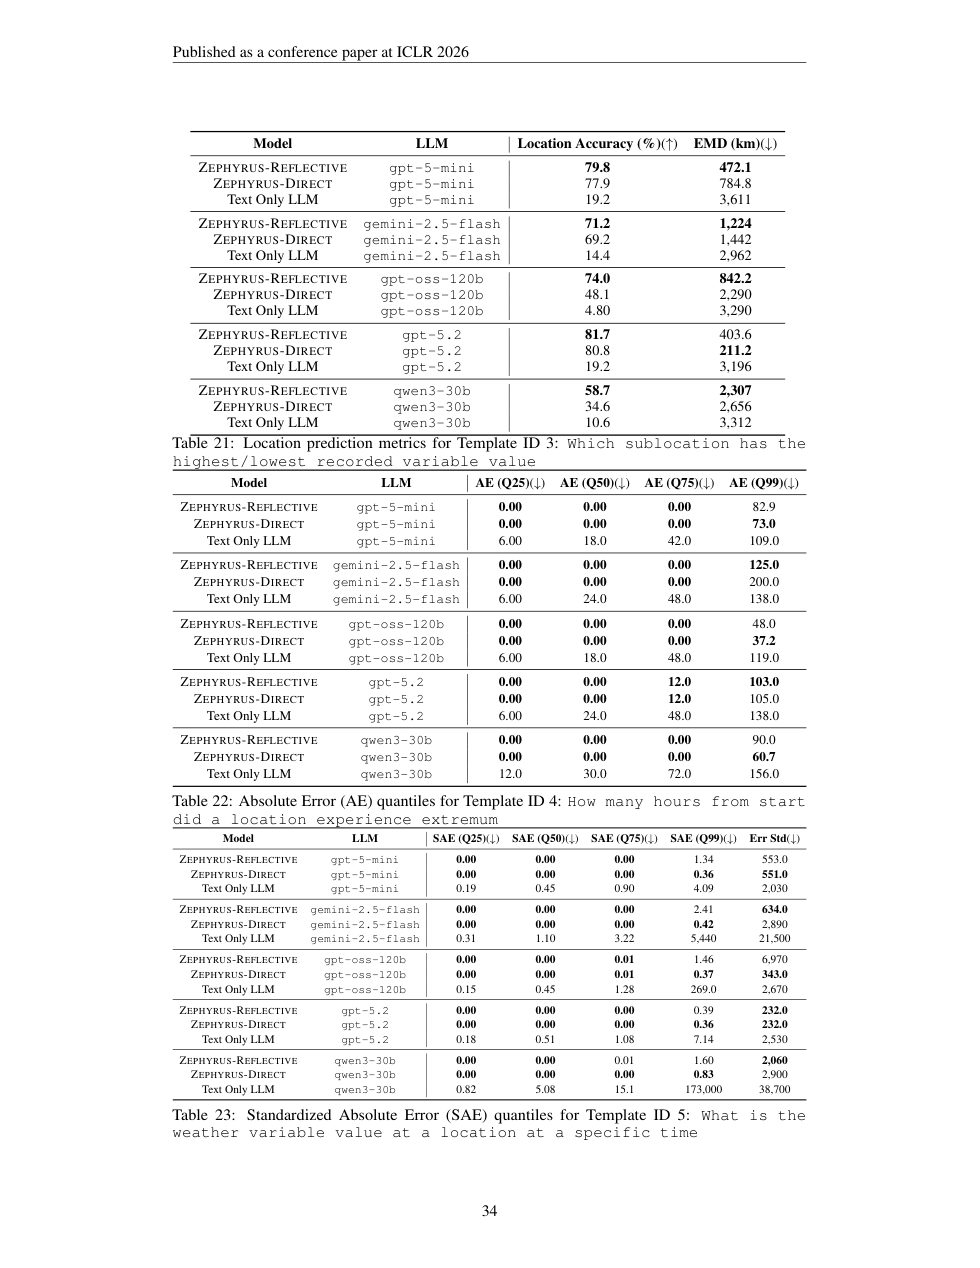 Published as a conference paper at ICLR 2026
Model LLM Location Accuracy (%)(↑) EMD (km)(↓)
ZEPHYRUS-REFLECTIVE gpt-5-mini 79.8 472.1
ZEPHYRUS-DIRECT gpt-5-mini 77.9 784.8
Text Only LLM gpt-5-mini 19.2 3,611
ZEPHYRUS-REFLECTIVE gemini-2.5-flash 71.2 1,224
ZEPHYRUS-DIRECT gemini-2.5-flash 69.2 1,442
Text Only LLM gemini-2.5-flash 14.4 2,962
ZEPHYRUS-REFLECTIVE gpt-oss-120b 74.0 842.2
ZEPHYRUS-DIRECT gpt-oss-120b 48.1 2,290
Text Only LLM gpt-oss-120b 4.80 3,290
ZEPHYRUS-REFLECTIVE gpt-5.2 81.7 403.6
ZEPHYRUS-DIRECT gpt-5.2 80.8 211.2
Text Only LLM gpt-5.2 19.2 3,196
ZEPHYRUS-REFLECTIVE qwen3-30b 58.7 2,307
ZEPHYRUS-DIRECT qwen3-30b 34.6 2,656
Text Only LLM qwen3-30b 10.6 3,312
Table 21: Location prediction metrics for Template ID 3: Which sublocation has the
highest/lowest recorded variable value
Model LLM AE (Q25)(↓) AE (Q50)(↓) AE (Q75)(↓) AE (Q99)(↓)
ZEPHYRUS-REFLECTIVE gpt-5-mini 0.00 0.00 0.00 82.9
ZEPHYRUS-DIRECT gpt-5-mini 0.00 0.00 0.00 73.0
Text Only LLM gpt-5-mini 6.00 18.0 42.0 109.0
ZEPHYRUS-REFLECTIVE gemini-2.5-flash 0.00 0.00 0.00 125.0
ZEPHYRUS-DIRECT gemini-2.5-flash 0.00 0.00 0.00 200.0
Text Only LLM gemini-2.5-flash 6.00 24.0 48.0 138.0
ZEPHYRUS-REFLECTIVE gpt-oss-120b 0.00 0.00 0.00 48.0
ZEPHYRUS-DIRECT gpt-oss-120b 0.00 0.00 0.00 37.2
Text Only LLM gpt-oss-120b 6.00 18.0 48.0 119.0
ZEPHYRUS-REFLECTIVE gpt-5.2 0.00 0.00 12.0 103.0
ZEPHYRUS-DIRECT gpt-5.2 0.00 0.00 12.0 105.0
Text Only LLM gpt-5.2 6.00 24.0 48.0 138.0
ZEPHYRUS-REFLECTIVE qwen3-30b 0.00 0.00 0.00 90.0
ZEPHYRUS-DIRECT qwen3-30b 0.00 0.00 0.00 60.7
Text Only LLM qwen3-30b 12.0 30.0 72.0 156.0
Table 22: Absolute Error (AE) quantiles for Template ID 4: How many hours from start
did a location experience extremum
Model LLM SAE (Q25)(↓) SAE (Q50)(↓) SAE (Q75)(↓) SAE (Q99)(↓) Err Std(↓)
ZEPHYRUS-REFLECTIVE gpt-5-mini 0.00 0.00 0.00 1.34 553.0
ZEPHYRUS-DIRECT gpt-5-mini 0.00 0.00 0.00 0.36 551.0
Text Only LLM gpt-5-mini 0.19 0.45 0.90 4.09 2,030
ZEPHYRUS-REFLECTIVE gemini-2.5-flash 0.00 0.00 0.00 2.41 634.0
ZEPHYRUS-DIRECT gemini-2.5-flash 0.00 0.00 0.00 0.42 2,890
Text Only LLM gemini-2.5-flash 0.31 1.10 3.22 5,440 21,500
ZEPHYRUS-REFLECTIVE gpt-oss-120b 0.00 0.00 0.01 1.46 6,970
ZEPHYRUS-DIRECT gpt-oss-120b 0.00 0.00 0.01 0.37 343.0
Text Only LLM gpt-oss-120b 0.15 0.45 1.28 269.0 2,670
ZEPHYRUS-REFLECTIVE gpt-5.2 0.00 0.00 0.00 0.39 232.0
ZEPHYRUS-DIRECT gpt-5.2 0.00 0.00 0.00 0.36 232.0
Text Only LLM gpt-5.2 0.18 0.51 1.08 7.14 2,530
ZEPHYRUS-REFLECTIVE qwen3-30b 0.00 0.00 0.01 1.60 2,060
ZEPHYRUS-DIRECT qwen3-30b 0.00 0.00 0.00 0.83 2,900
Text Only LLM qwen3-30b 0.82 5.08 15.1 173,000 38,700
Table 23: Standardized Absolute Error (SAE) quantiles for Template ID 5: What is the
weather variable value at a location at a specific time
34